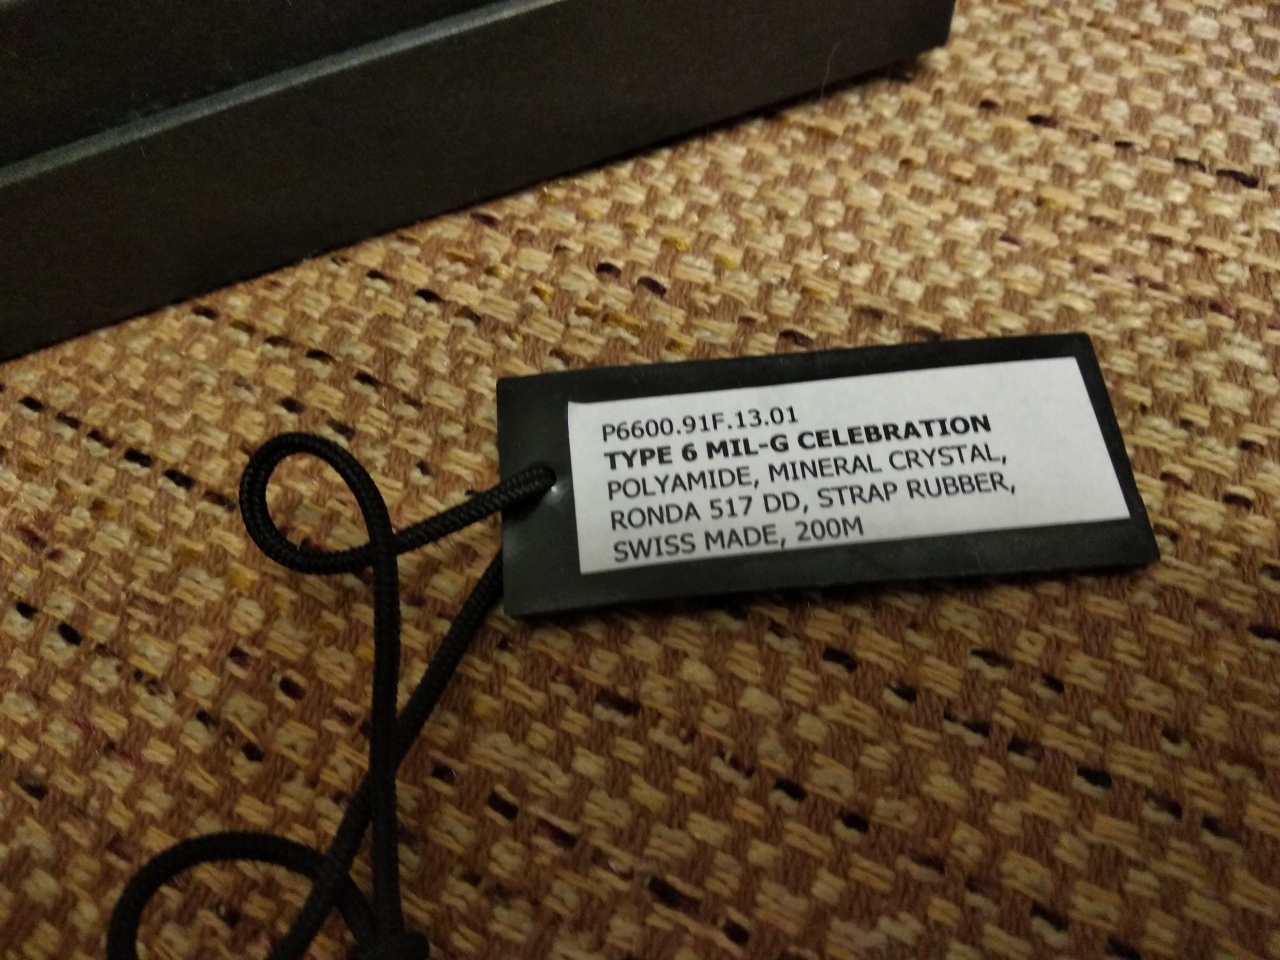 P6600.91F.13.01
TYPE 6 MIL-G CELEBRATION
POLYAMIDE, MINERAL CRYSTAL,
RONDA 517 DD, STRAP RUBBER,
SWISS MADE, 200M